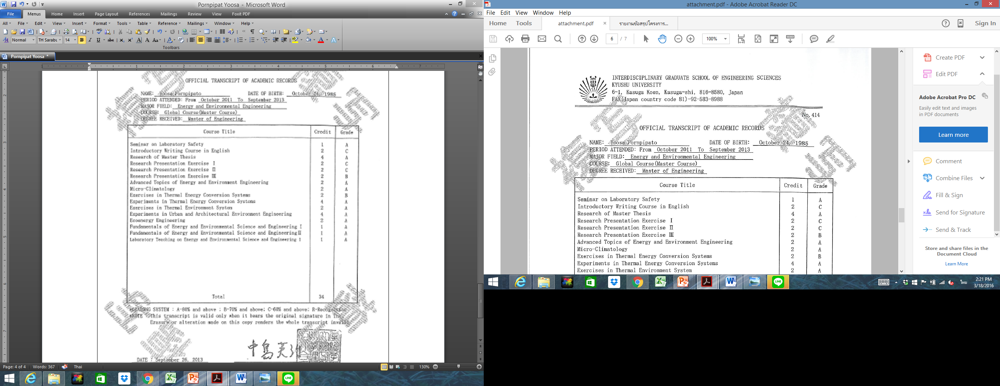 Pornpipat Yoosa - Microsoft Word
File Menus Home Insert Page Layout References Mailings Review View Foxit PDF
All File Edit View Insert Format Tools Table Reference Mailings Window Help
Normal TH Sarabu 14
Toolbars
Pornpipat Yoosa *
OFFICIAL TRANSCRIPT OF ACADEMIC RECORDS
NAME: Yoosa Pornpipato DATE OF BIRTH: October 24, 1985
PERIOD ATTENDED: From October 2011 To September 2013
MAJOR FIELD: Energy and Environmental Engineering
COURSE: Global Course(Master Course)
DEGREE RECEIVED: Master of Engineering
Course Title Credit Grade
Seminar on Laboratory Safety 1 A
Introductory Writing Course in English 2 C
Research of Master Thesis 4 A
Research Presentation Exercise Ⅰ 2 C
Research Presentation Exercise Ⅱ 2 C
Research Presentation Exercise Ⅲ 2 B
Advanced Topics of Energy and Environment Engineering 2 A
Micro-Climatology 2 A
Exercises in Thermal Energy Conversion Systems 2 B
Experiments in Thermal Energy Conversion Systems 4 A
Exercises in Thermal Environment System 2 A
Experiments in Urban and Architectural Environment Engineering 4 A
Ecoenergy Engineering 2 A
Fundamentals of Energy and Environmental Science and Engineering Ⅰ 1 A
Fundamentals of Energy and Environmental Science and Engineering Ⅱ 1 A
Laboratory Teaching on Energy and Environmental Science and Engineering Ⅰ 1 A
Total 34
*GRADING SYSTEM : A-80% and above ; B-70% and above; C-60% and above; R-Recognition
*NOTE This transcript is valid only when it bears the original signature in ink.
Erasure or alteration made on this copy renders the whole transcript invalid.
DATE : September 26, 2013
Page: 4 of 4 Words: 367 Thai 130%
attachment.pdf - Adobe Acrobat Reader DC
File Edit View Window Help
Home Tools attachment.pdf × รายงานข้อสรุปโครงการ... Sign In
6 / 7 100%
INTERDISCIPLINARY GRADUATE SCHOOL OF ENGINEERING SCIENCES
KYUSHU UNIVERSITY
6-1, Kasuga Koen, Kasuga-shi, 816-8580, Japan
FAX(Japan country code 81)-92-583-8988
No. 414
OFFICIAL TRANSCRIPT OF ACADEMIC RECORDS
NAME: Yoosa Pornpipato DATE OF BIRTH: October 24, 1985
PERIOD ATTENDED: From October 2011 To September 2013
MAJOR FIELD: Energy and Environmental Engineering
COURSE: Global Course(Master Course)
DEGREE RECEIVED: Master of Engineering
Course Title Credit Grade
Seminar on Laboratory Safety 1 A
Introductory Writing Course in English 2 C
Research of Master Thesis 4 A
Research Presentation Exercise Ⅰ 2 C
Research Presentation Exercise Ⅱ 2 C
Research Presentation Exercise Ⅲ 2 B
Advanced Topics of Energy and Environment Engineering 2 A
Micro-Climatology 2 A
Exercises in Thermal Energy Conversion Systems 2 B
Experiments in Thermal Energy Conversion Systems 4 A
Exercises in Thermal Environment System 2 A
Create PDF
Edit PDF
Adobe Acrobat Pro DC
Easily edit text and images
in PDF documents
Learn more
Comment
Combine Files
Fill & Sign
Send for Signature
Send & Track
Store and share files in the
Document Cloud
Learn More
LINE
ไทย
2:21 PM
3/18/2016
LINE